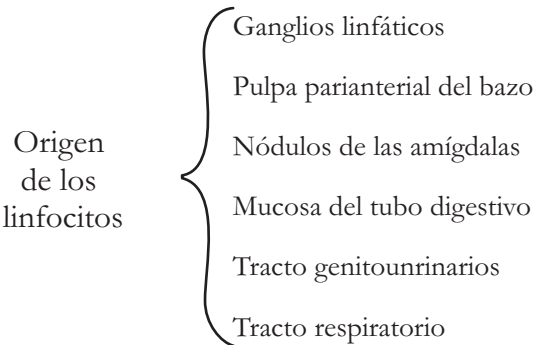 Origen
de los
linfocitos
Ganglios linfáticos
Pulpa parianterial del bazo
Nódulos de las amígdalas
Mucosa del tubo digestivo
Tracto genitounrinarios
Tracto respiratorio